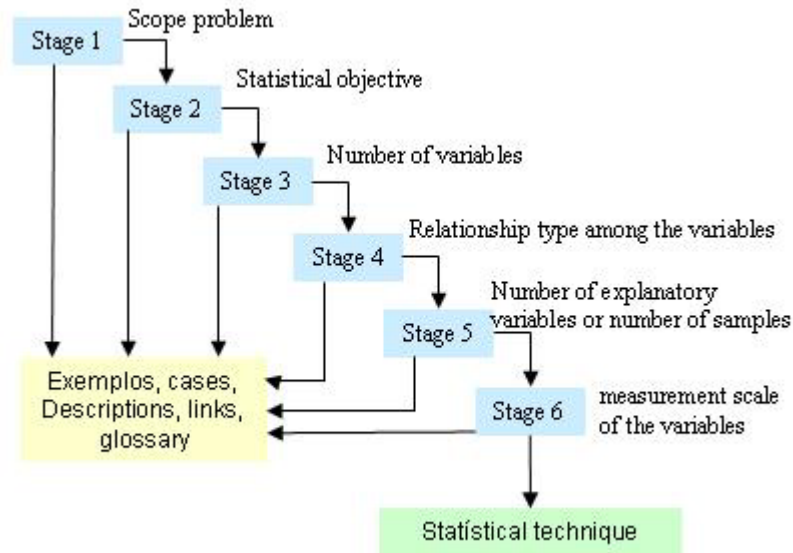 Scope problem
Stage 1
Statistical objective
Stage 2
Number of variables
Stage 3
Relationship type among the variables
Stage 4
Number of explanatory
variables or number of samples
Stage 5
measurement scale
of the variables
Stage 6
Exemplos, cases,
Descriptions, links,
glossary
Statístical technique